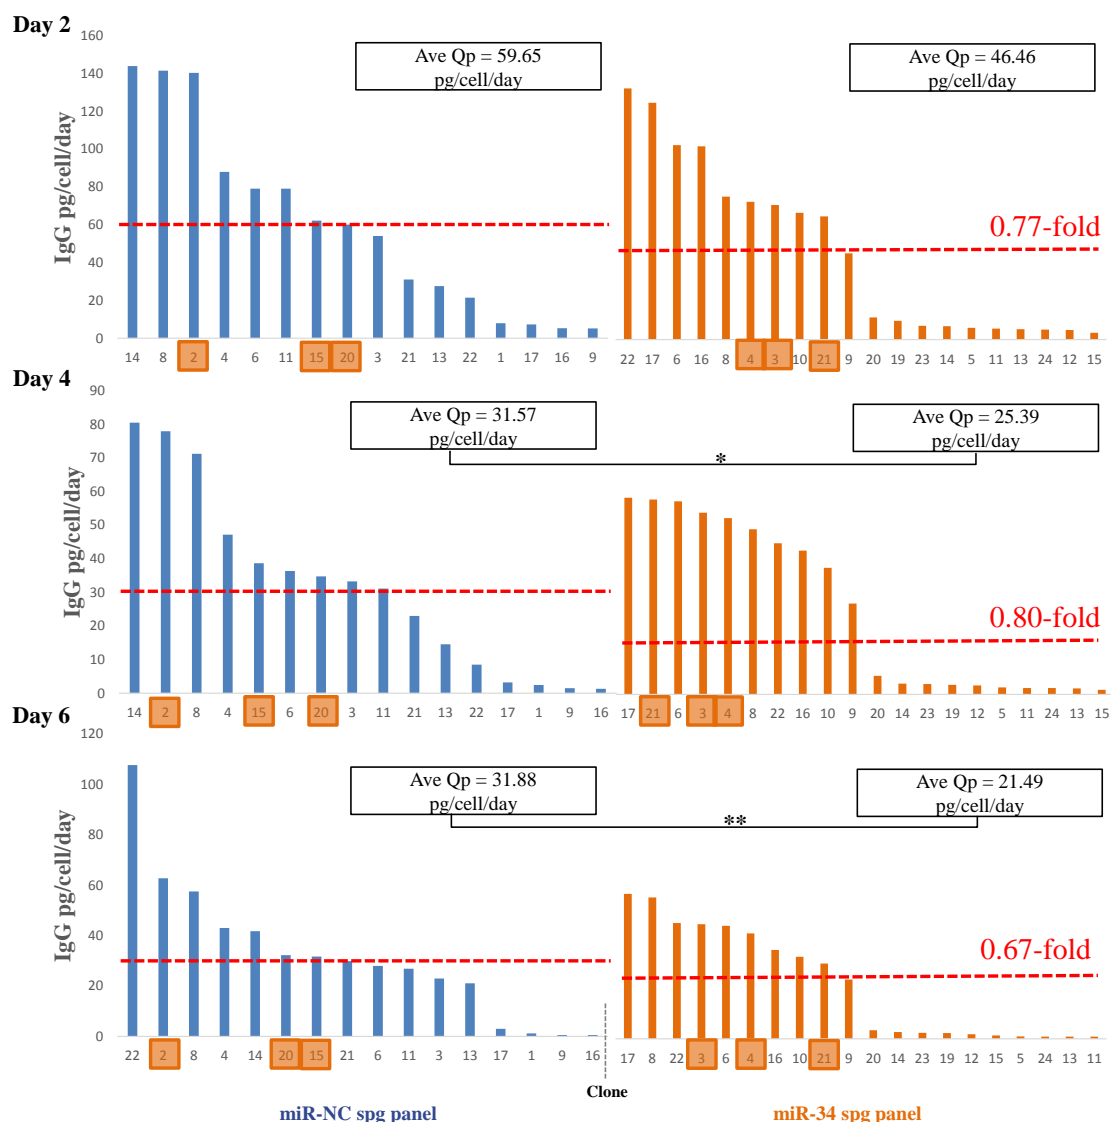 Day 2
160
140
120
100
80
60
40
20
0
IgG pg/cell/day
Ave Qp = 59.65
pg/cell/day
Ave Qp = 46.46
pg/cell/day
0.77-fold
14 8 2 4 6 11 15 20 3 21 13 22 1 17 16 9
22 17 6 16 8 4 3 10 21 9 20 19 23 14 5 11 13 24 12 15
Day 4
90
80
70
60
50
40
30
20
10
0
IgG pg/cell/day
Ave Qp = 31.57
pg/cell/day
Ave Qp = 25.39
pg/cell/day
*
0.80-fold
14 2 8 4 15 6 20 3 11 21 13 22 17 1 9 16
17 21 6 3 4 8 22 16 10 9 20 14 23 19 12 5 11 24 13 15
Day 6
120
100
80
60
40
20
0
IgG pg/cell/day
Ave Qp = 31.88
pg/cell/day
Ave Qp = 21.49
pg/cell/day
**
0.67-fold
22 2 8 4 14 20 15 21 6 11 3 13 17 1 9 16
17 8 22 3 6 4 16 10 21 9 20 14 23 19 12 15 5 24 13 11
Clone
miR-NC spg panel
miR-34 spg panel